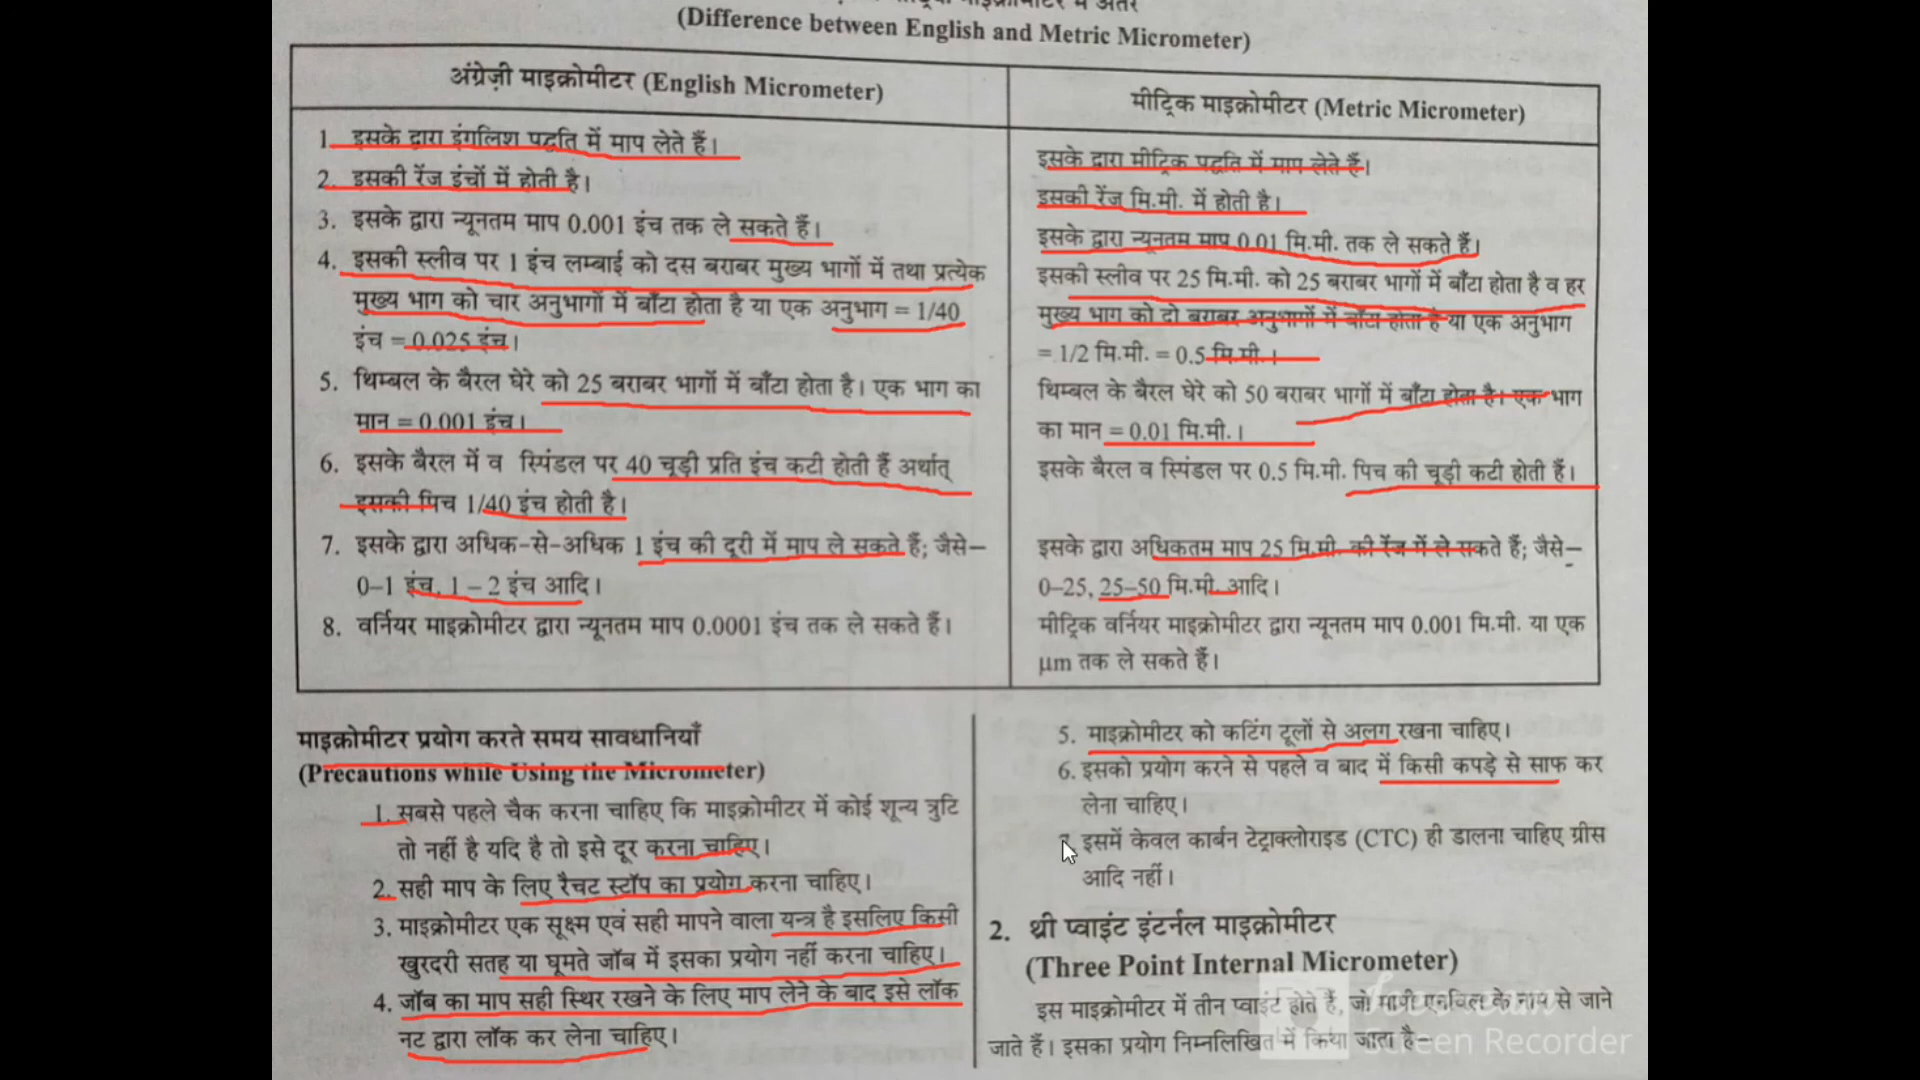 माइक्रोमीटर में अंतर
(Difference between English and Metric Micrometer)
अंग्रेज़ी माइक्रोमीटर (English Micrometer)
1. इसके द्वारा इंगलिश पद्धति में माप लेते हैं।
2. इसकी रेंज इंचों में होती है।
3. इसके द्वारा न्यूनतम माप 0.001 इंच तक ले सकते हैं।
4. इसकी स्लीव पर 1 इंच लम्बाई को दस बराबर मुख्य भागों में तथा प्रत्येक
मुख्य भाग को चार अनुभागों में बाँटा होता है या एक अनुभाग = 1/40
इंच = 0.025 इंच।
5. थिम्बल के बैरल घेरे को 25 बराबर भागों में बाँटा होता है। एक भाग का
मान = 0.001 इंच।
6. इसके बैरल में व स्पिंडल पर 40 चूड़ी प्रति इंच कटी होती हैं अर्थात्
इसकी पिच 1/40 इंच होती है।
7. इसके द्वारा अधिक-से-अधिक 1 इंच की दूरी में माप ले सकते हैं; जैसे—
0–1 इंच, 1 – 2 इंच आदि।
8. वर्नियर माइक्रोमीटर द्वारा न्यूनतम माप 0.0001 इंच तक ले सकते हैं।
मीट्रिक माइक्रोमीटर (Metric Micrometer)
इसके द्वारा मीट्रिक पद्धति में माप लेते हैं।
इसकी रेंज मि.मी. में होती है।
इसके द्वारा न्यूनतम माप 0.01 मि.मी. तक ले सकते हैं।
इसकी स्लीव पर 25 मि.मी. को 25 बराबर भागों में बाँटा होता है व हर
मुख्य भाग को दो बराबर अनुभागों में बाँटा होता है या एक अनुभाग
= 1/2 मि.मी. = 0.5 मि.मी.।
थिम्बल के बैरल घेरे को 50 बराबर भागों में बाँटा होता है। एक भाग
का मान = 0.01 मि.मी.।
इसके बैरल व स्पिंडल पर 0.5 मि.मी. पिच की चूड़ी कटी होती हैं।
इसके द्वारा अधिकतम माप 25 मि.मी. की रेंज में ले सकते हैं; जैसे—
0–25, 25–50 मि.मी. आदि।
मीट्रिक वर्नियर माइक्रोमीटर द्वारा न्यूनतम माप 0.001 मि.मी. या एक
µm तक ले सकते हैं।
माइक्रोमीटर प्रयोग करते समय सावधानियाँ
(Precautions while Using the Micrometer)
1. सबसे पहले चैक करना चाहिए कि माइक्रोमीटर में कोई शून्य त्रुटि
तो नहीं है यदि है तो इसे दूर करना चाहिए।
2. सही माप के लिए रैचट स्टॉप का प्रयोग करना चाहिए।
3. माइक्रोमीटर एक सूक्ष्म एवं सही मापने वाला यन्त्र है इसलिए किसी
खुरदरी सतह या घूमते जॉब में इसका प्रयोग नहीं करना चाहिए।
4. जॉब का माप सही स्थिर रखने के लिए माप लेने के बाद इसे लॉक
नट द्वारा लॉक कर लेना चाहिए।
5. माइक्रोमीटर को कटिंग टूलों से अलग रखना चाहिए।
6. इसको प्रयोग करने से पहले व बाद में किसी कपड़े से साफ कर
लेना चाहिए।
इसमें केवल कार्बन टेट्राक्लोराइड (CTC) ही डालना चाहिए ग्रीस
आदि नहीं।
2. थ्री प्वाइंट इंटर्नल माइक्रोमीटर
(Three Point Internal Micrometer)
इस माइक्रोमीटर में तीन प्वाइंट होते हैं, जो मापी एनविल के नाम से जाने
जाते हैं। इसका प्रयोग निम्नलिखित में किया जाता है—
Screen Recorder